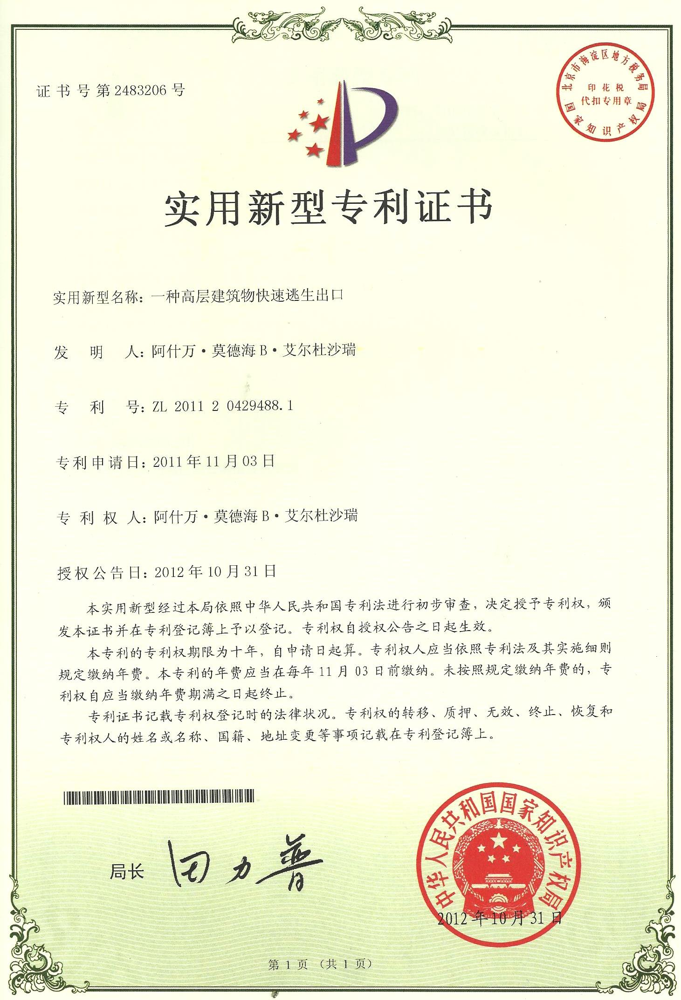 证书号第2483206号
北京市海淀区地方税务局
印花税
代扣专用章
国家知识产权局
实用新型专利证书
实用新型名称：一种高层建筑物快速逃生出口
发明人：阿什万·莫德海B·艾尔杜沙瑞
专利号：ZL 2011 2 0429488.1
专利申请日：2011年11月03日
专利权人：阿什万·莫德海B·艾尔杜沙瑞
授权公告日：2012年10月31日
本实用新型经过本局依照中华人民共和国专利法进行初步审查，决定授予专利权，颁
发本证书并在专利登记簿上予以登记。专利权自授权公告之日起生效。
本专利的专利权期限为十年，自申请日起算。专利权人应当依照专利法及其实施细则
规定缴纳年费。本专利的年费应当在每年11月03日前缴纳。未按照规定缴纳年费的，专
利权自应当缴纳年费期满之日起终止。
专利证书记载专利权登记时的法律状况。专利权的转移、质押、无效、终止、恢复和
专利权人的姓名或名称、国籍、地址变更等事项记载在专利登记簿上。
局长 田力普
中华人民共和国国家知识产权局
2012年10月31日
第1页（共1页）